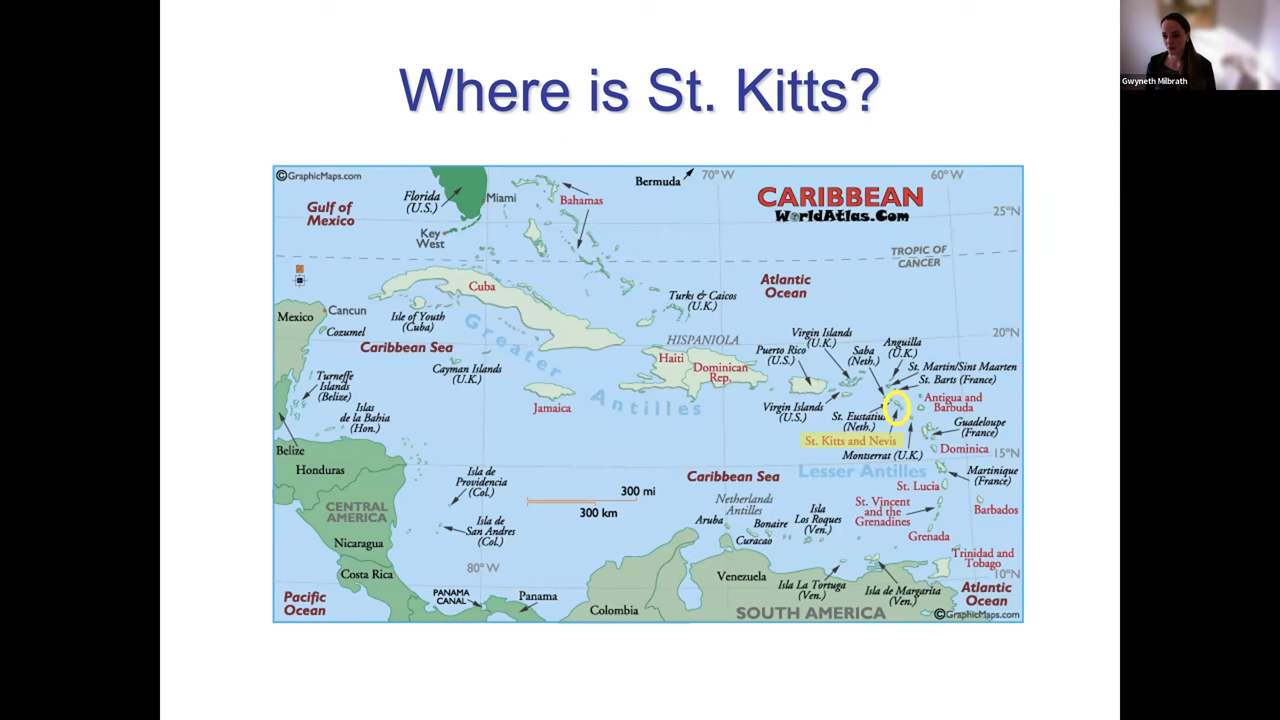 Where is St. Kitts?
Gwyneth Milbrath
©GraphicMaps.com
Bermuda
70°W
60°W
CARIBBEAN
WorldAtlas.Com
Florida
(U.S.)
Miami
Bahamas
Gulf of
Mexico
25°N
Key
West
TROPIC OF
CANCER
Atlantic
Ocean
Cuba
Turks & Caicos
(U.K.)
Mexico
Cancun
Cozumel
Isle of Youth
(Cuba)
Caribbean Sea
Greater
Antilles
HISPANIOLA
Haiti
Dominican
Rep.
20°N
Virgin Islands
(U.K.)
Puerto Rico
(U.S.)
Saba
(Neth.)
Anguilla
(U.K.)
St. Martin/Sint Maarten
St. Barts (France)
Cayman Islands
(U.K.)
Turneffe
Islands
(Belize)
Jamaica
Virgin Islands
(U.S.)
St. Eustatius
(Neth.)
Antigua and
Barbuda
Islas
de la Bahia
(Hon.)
Guadeloupe
(France)
St. Kitts and Nevis
Montserrat (U.K.)
Dominica
15°N
Belize
Honduras
Lesser Antilles
Martinique
(France)
Isla de
Providencia
(Col.)
Caribbean Sea
St. Lucia
300 mi
300 km
Netherlands
Antilles
Aruba
Bonaire
Curacao
Isla
Los Roques
(Ven.)
St. Vincent
and the
Grenadines
Barbados
CENTRAL
AMERICA
Isla de
San Andres
(Col.)
Grenada
Nicaragua
Trinidad and
Tobago
Costa Rica
80°W
10°N
Venezuela
Isla La Tortuga
(Ven.)
Isla de Margarita
(Ven.)
Atlantic
Ocean
Pacific
Ocean
PANAMA
CANAL
Panama
Colombia
SOUTH AMERICA
©GraphicMaps.com